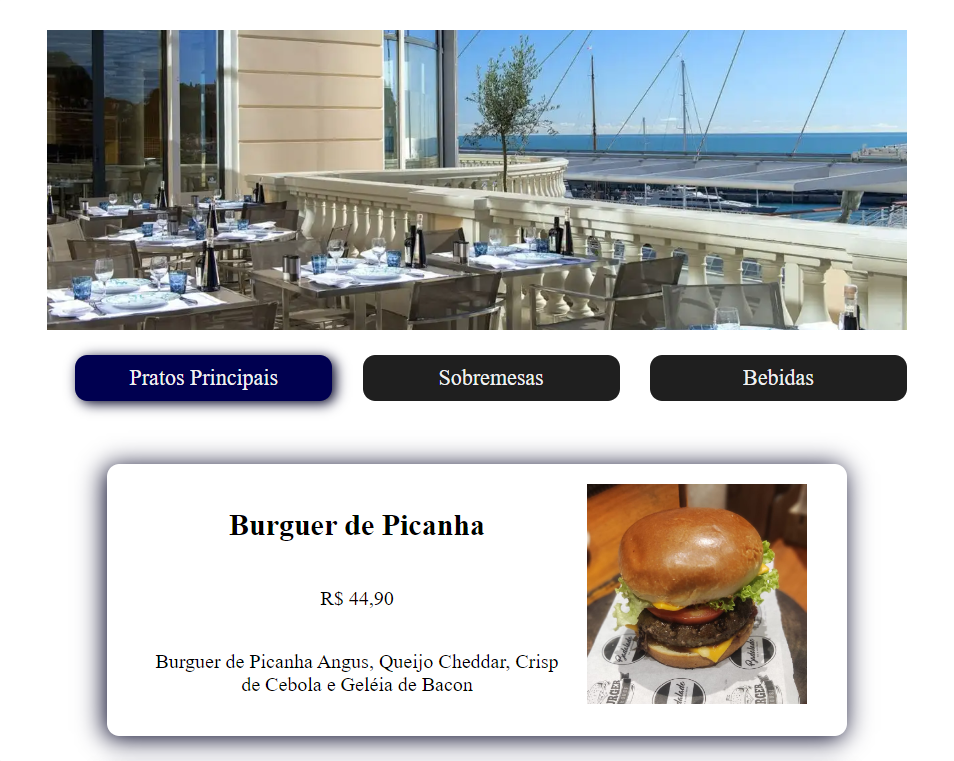 Pratos Principais
Sobremesas
Bebidas
Burguer de Picanha
R$ 44,90
Burguer de Picanha Angus, Queijo Cheddar, Crisp
de Cebola e Geléia de Bacon